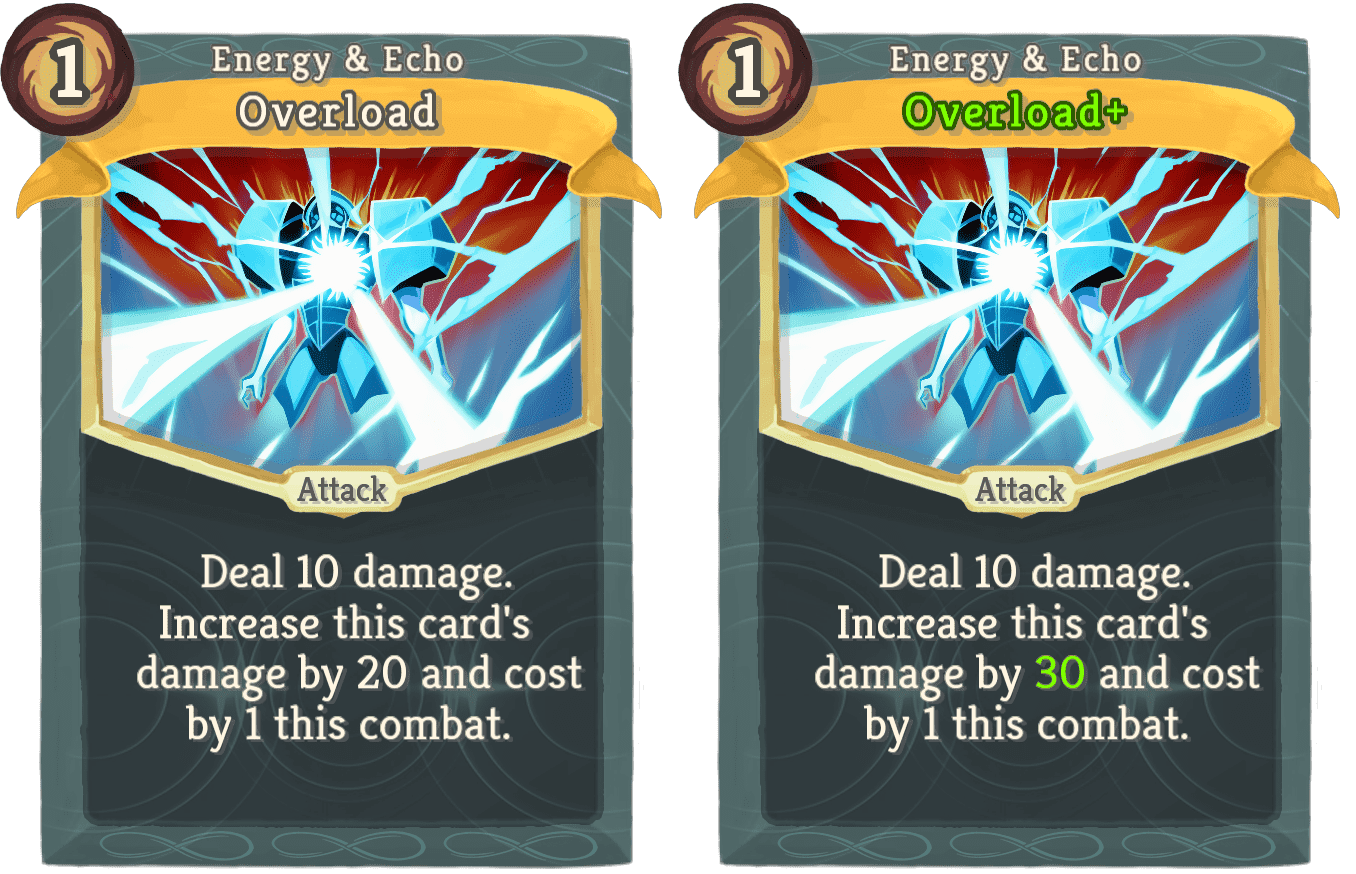 1
Energy & Echo
Overload
Attack
Deal 10 damage.
Increase this card's
damage by 20 and cost
by 1 this combat.
1
Energy & Echo
Overload+
Attack
Deal 10 damage.
Increase this card's
damage by 30 and cost
by 1 this combat.